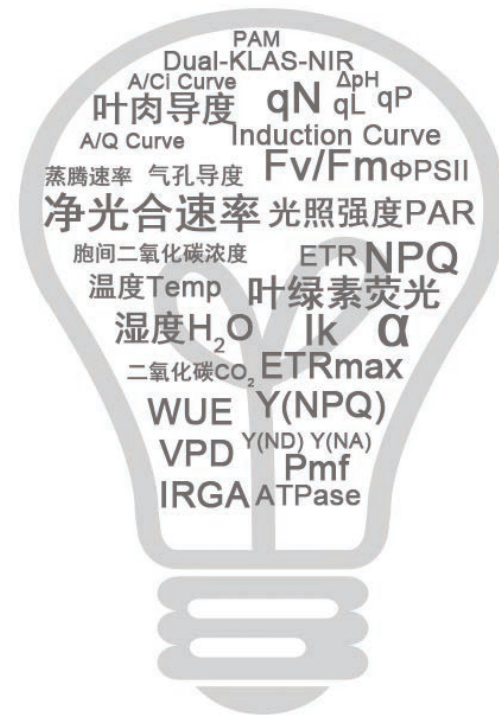 PAM
Dual-KLAS-NIR
A/Ci Curve ΔpH
叶肉导度 qN qL qP
A/Q Curve Induction Curve
蒸腾速率 气孔导度 Fv/Fm ΦPSII
净光合速率 光照强度PAR
胞间二氧化碳浓度 ETR NPQ
温度Temp 叶绿素荧光
湿度H₂O Ik α
二氧化碳CO₂ ETRmax
WUE Y(NPQ)
VPD Y(ND) Y(NA)
Pmf
IRGA ATPase